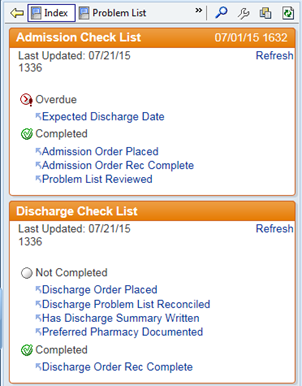 Index Problem List »
Admission Check List 07/01/15 1632
Last Updated: 07/21/15 Refresh
1336
Overdue
Expected Discharge Date
Completed
Admission Order Placed
Admission Order Rec Complete
Problem List Reviewed
Discharge Check List
Last Updated: 07/21/15 Refresh
1336
Not Completed
Discharge Order Placed
Discharge Problem List Reconciled
Has Discharge Summary Written
Preferred Pharmacy Documented
Completed
Discharge Order Rec Complete